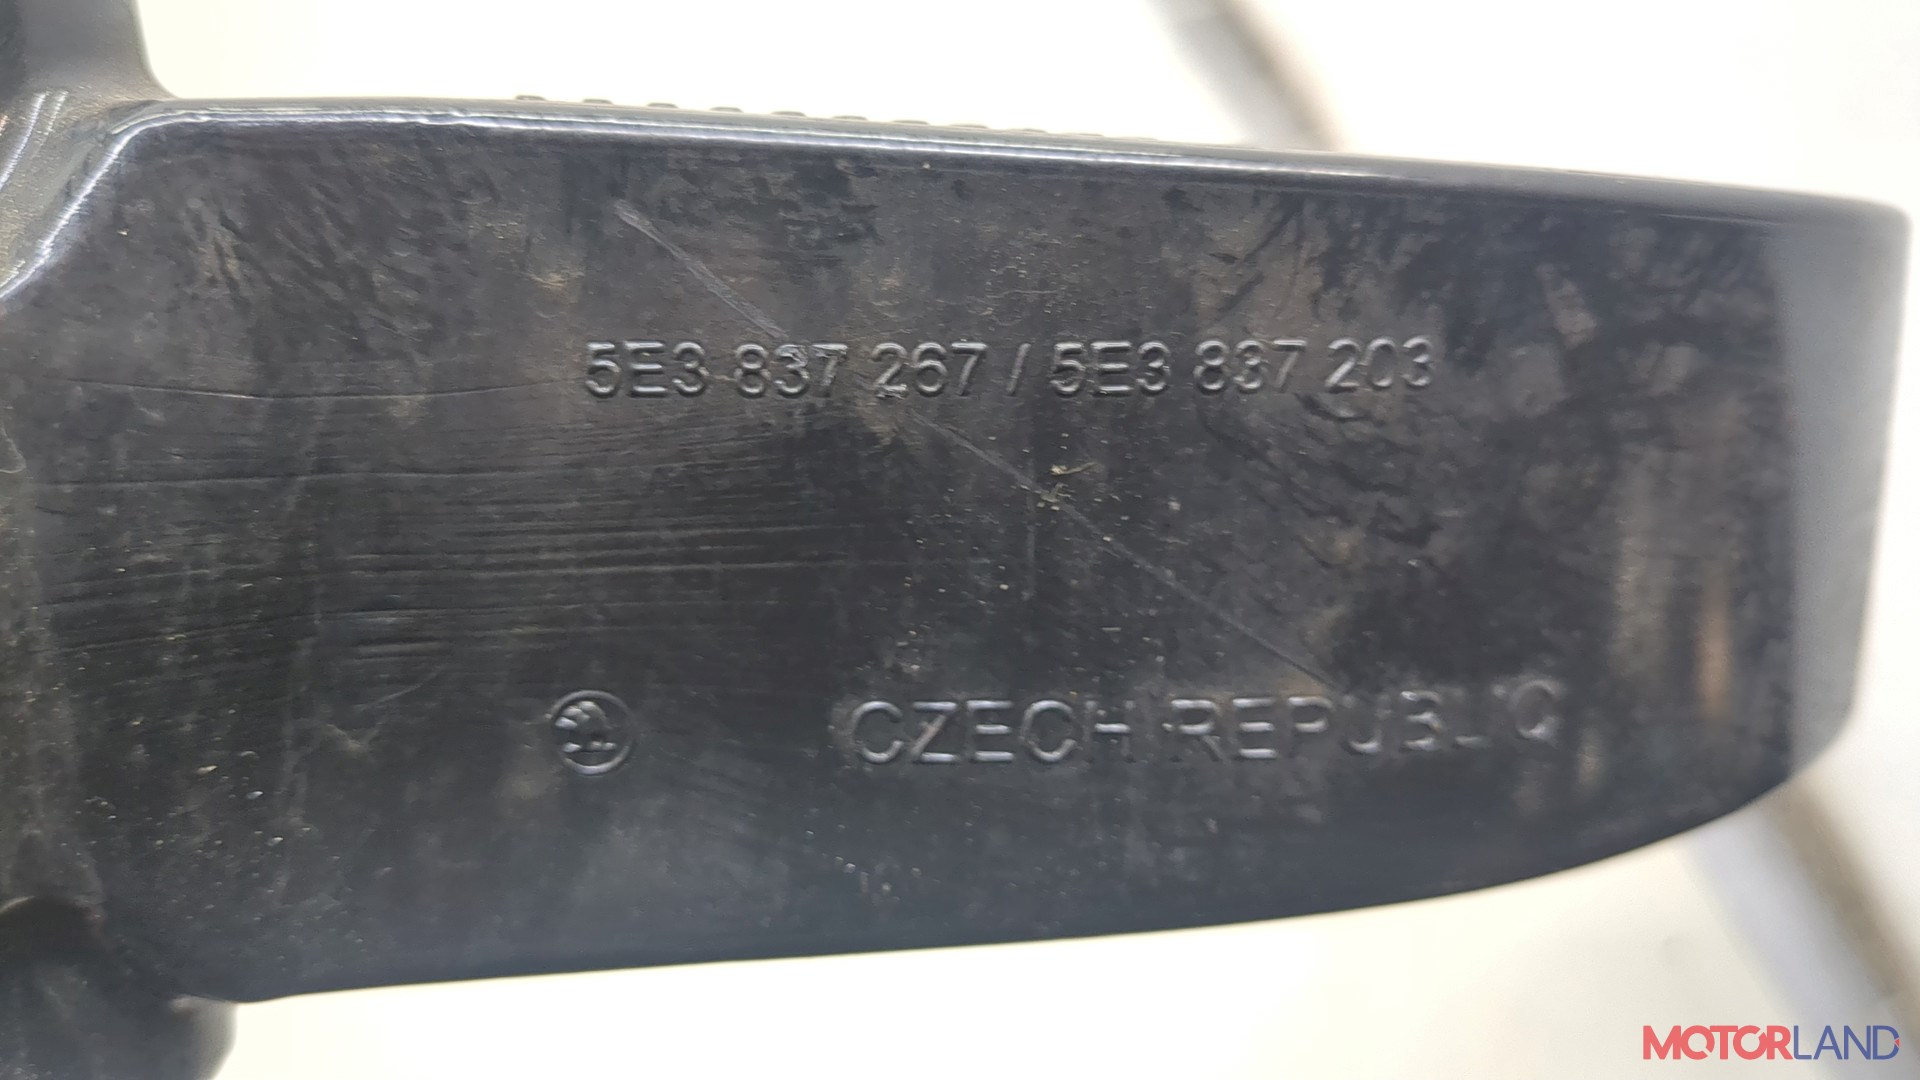 5E3 837 267 / 5E3 837 203
CZECH REPUBLIC
MOTORLAND